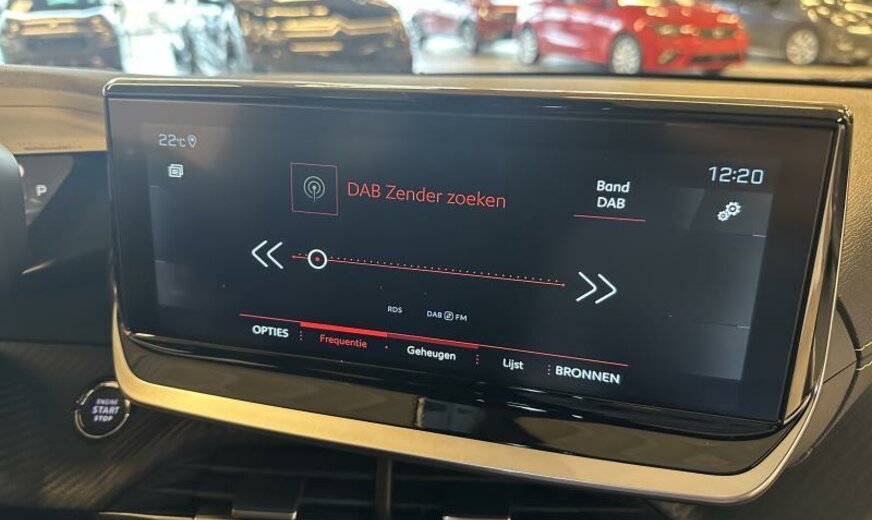 22°C
12:20
DAB Zender zoeken
Band
DAB
P
RDS
DAB FM
OPTIES
Frequentie
Geheugen
Lijst
BRONNEN
ENGINE
START
STOP